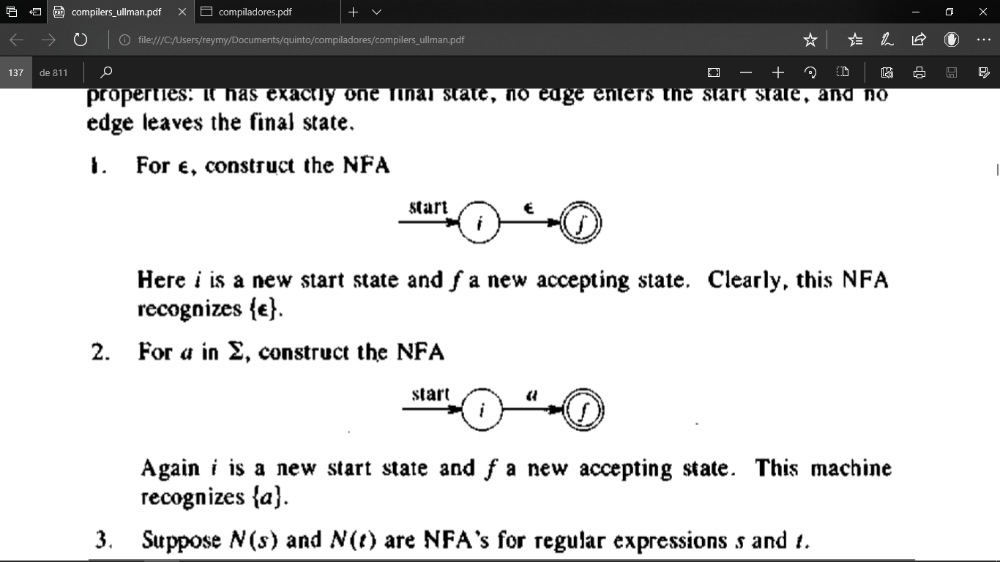 compilers_ullman.pdf
compiladores.pdf
file:///C:/Users/reymy/Documents/quinto/compiladores/compilers_ullman.pdf
137 de 811
properties: it has exactly one final state, no edge enters the start state, and no
edge leaves the final state.
1. For ϵ, construct the NFA
start i ϵ f
Here i is a new start state and f a new accepting state. Clearly, this NFA
recognizes {ϵ}.
2. For a in Σ, construct the NFA
start i a f
Again i is a new start state and f a new accepting state. This machine
recognizes {a}.
3. Suppose N(s) and N(t) are NFA's for regular expressions s and t.